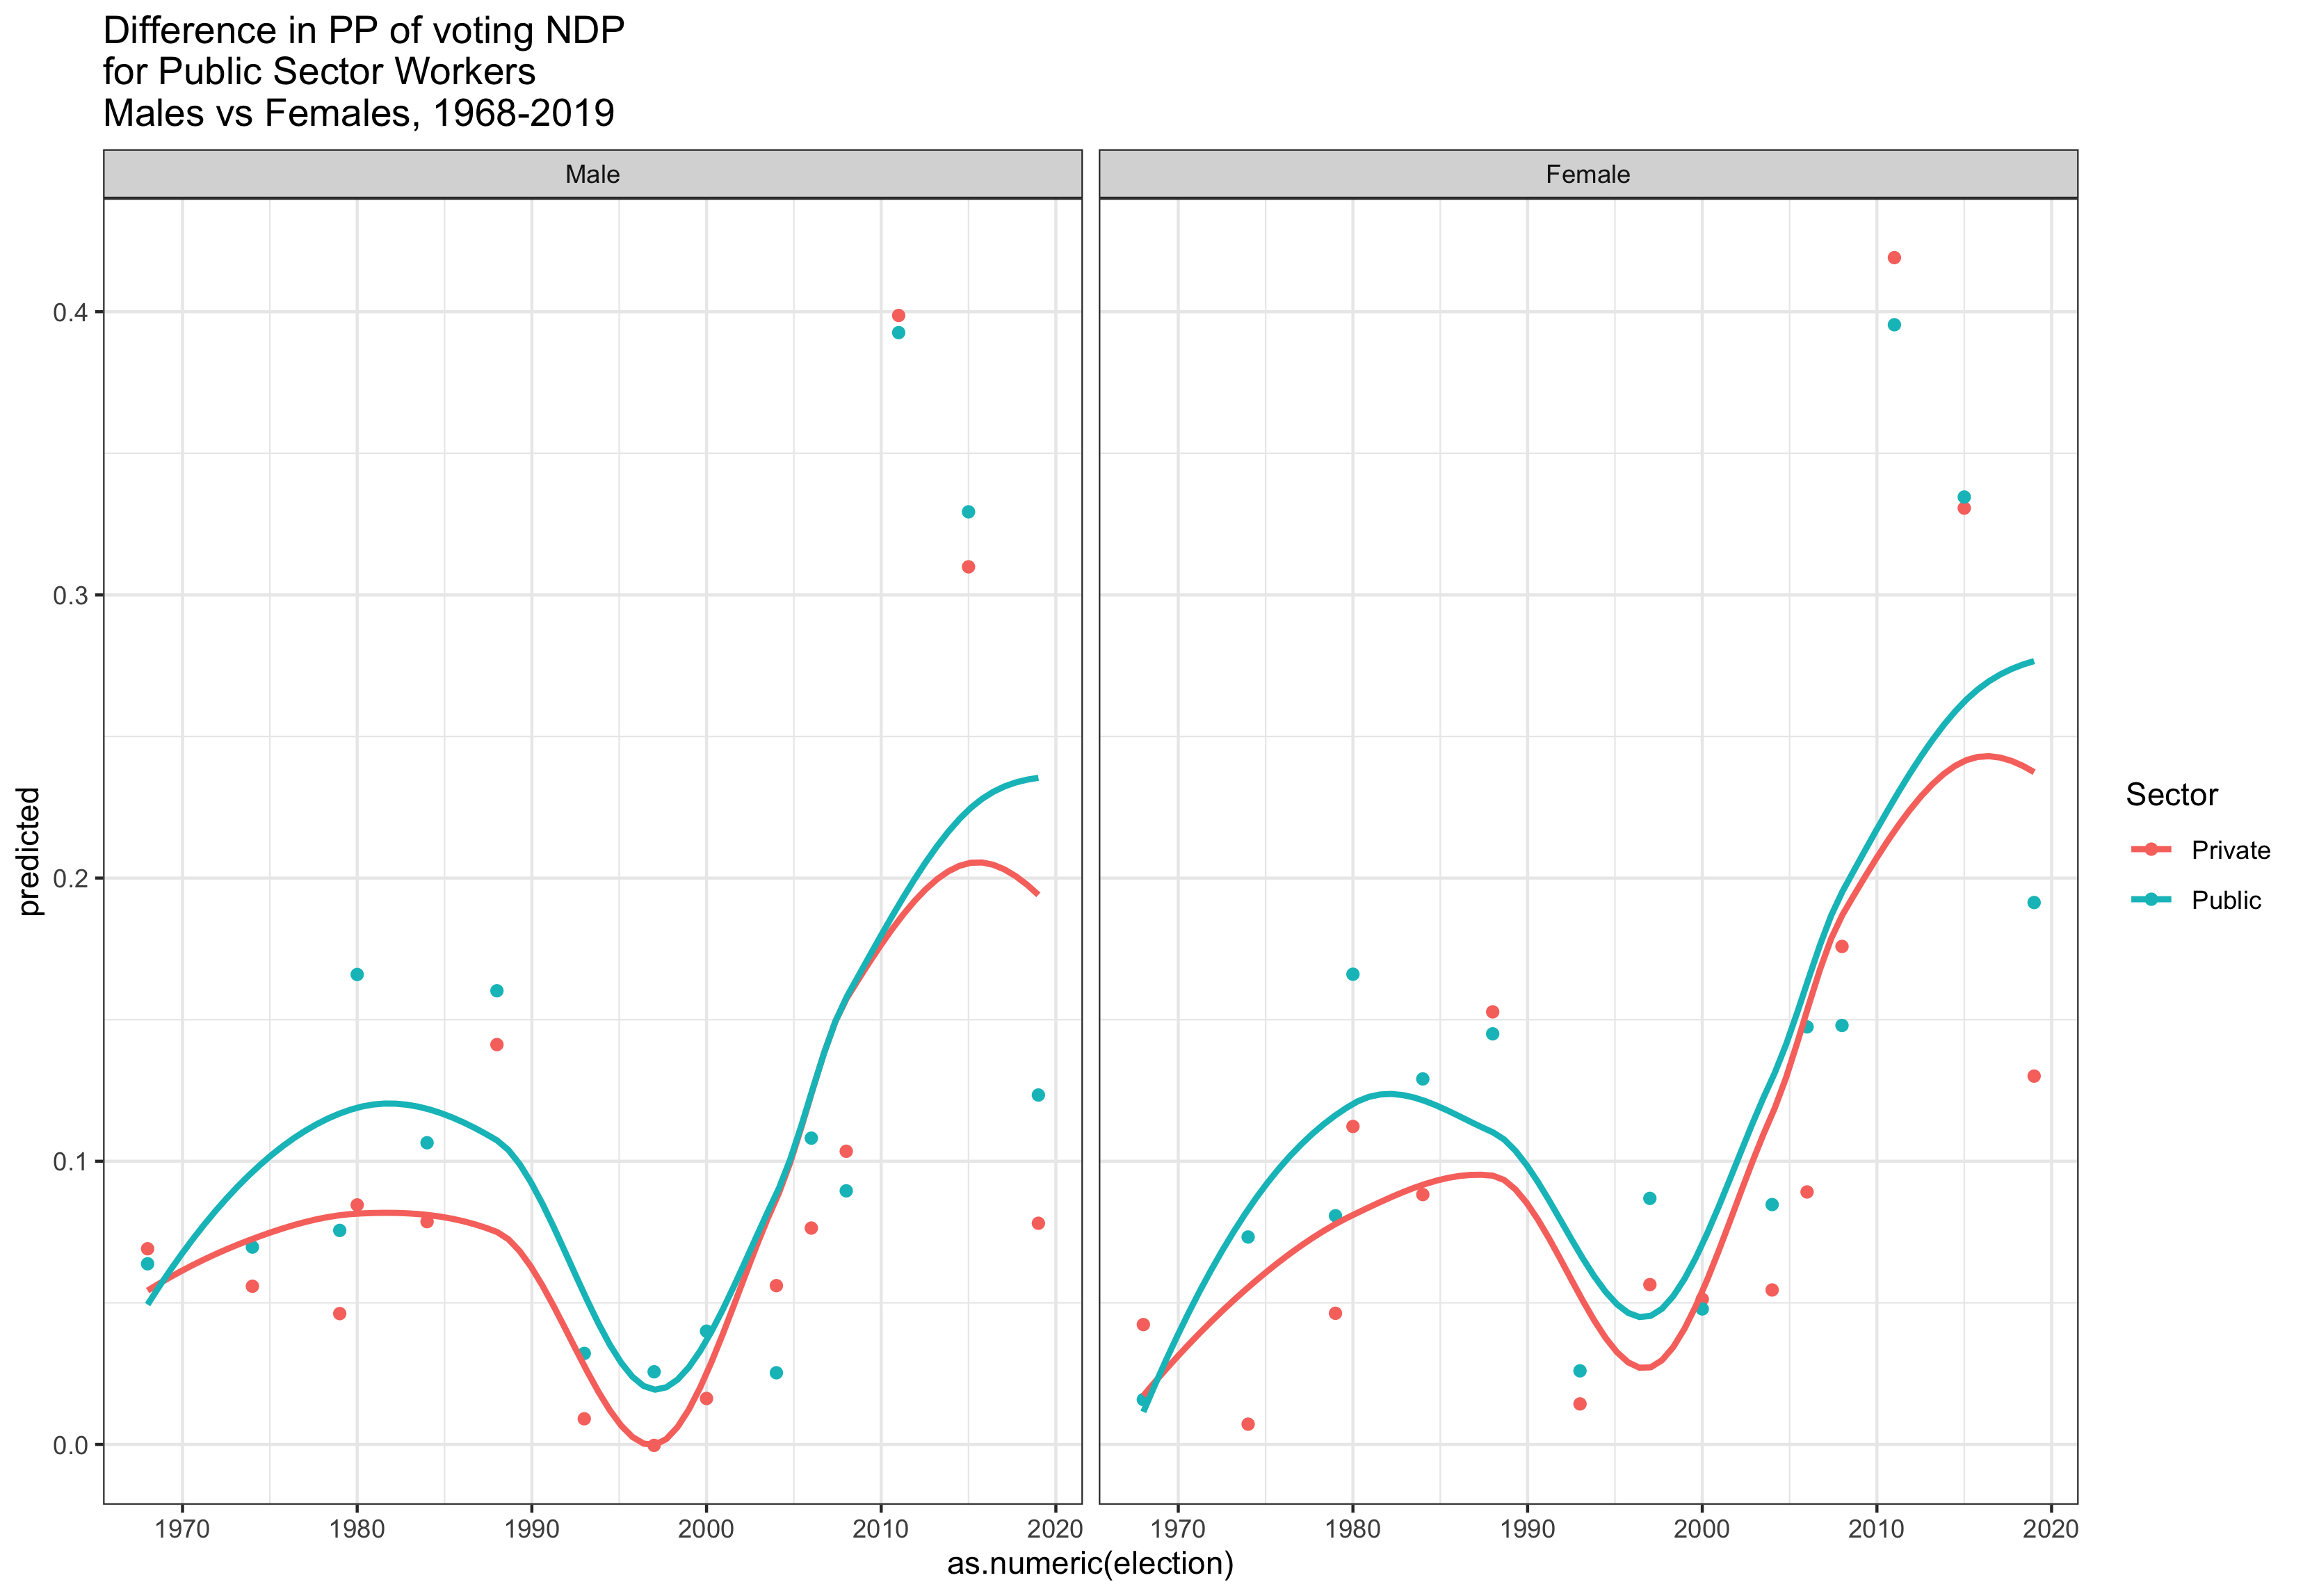 Difference in PP of voting NDP
for Public Sector Workers
Males vs Females, 1968-2019
Male
Female
0.4
0.3
0.2
0.1
0.0
predicted
1970
1980
1990
2000
2010
2020
1970
1980
1990
2000
2010
2020
as.numeric(election)
Sector
Private
Public